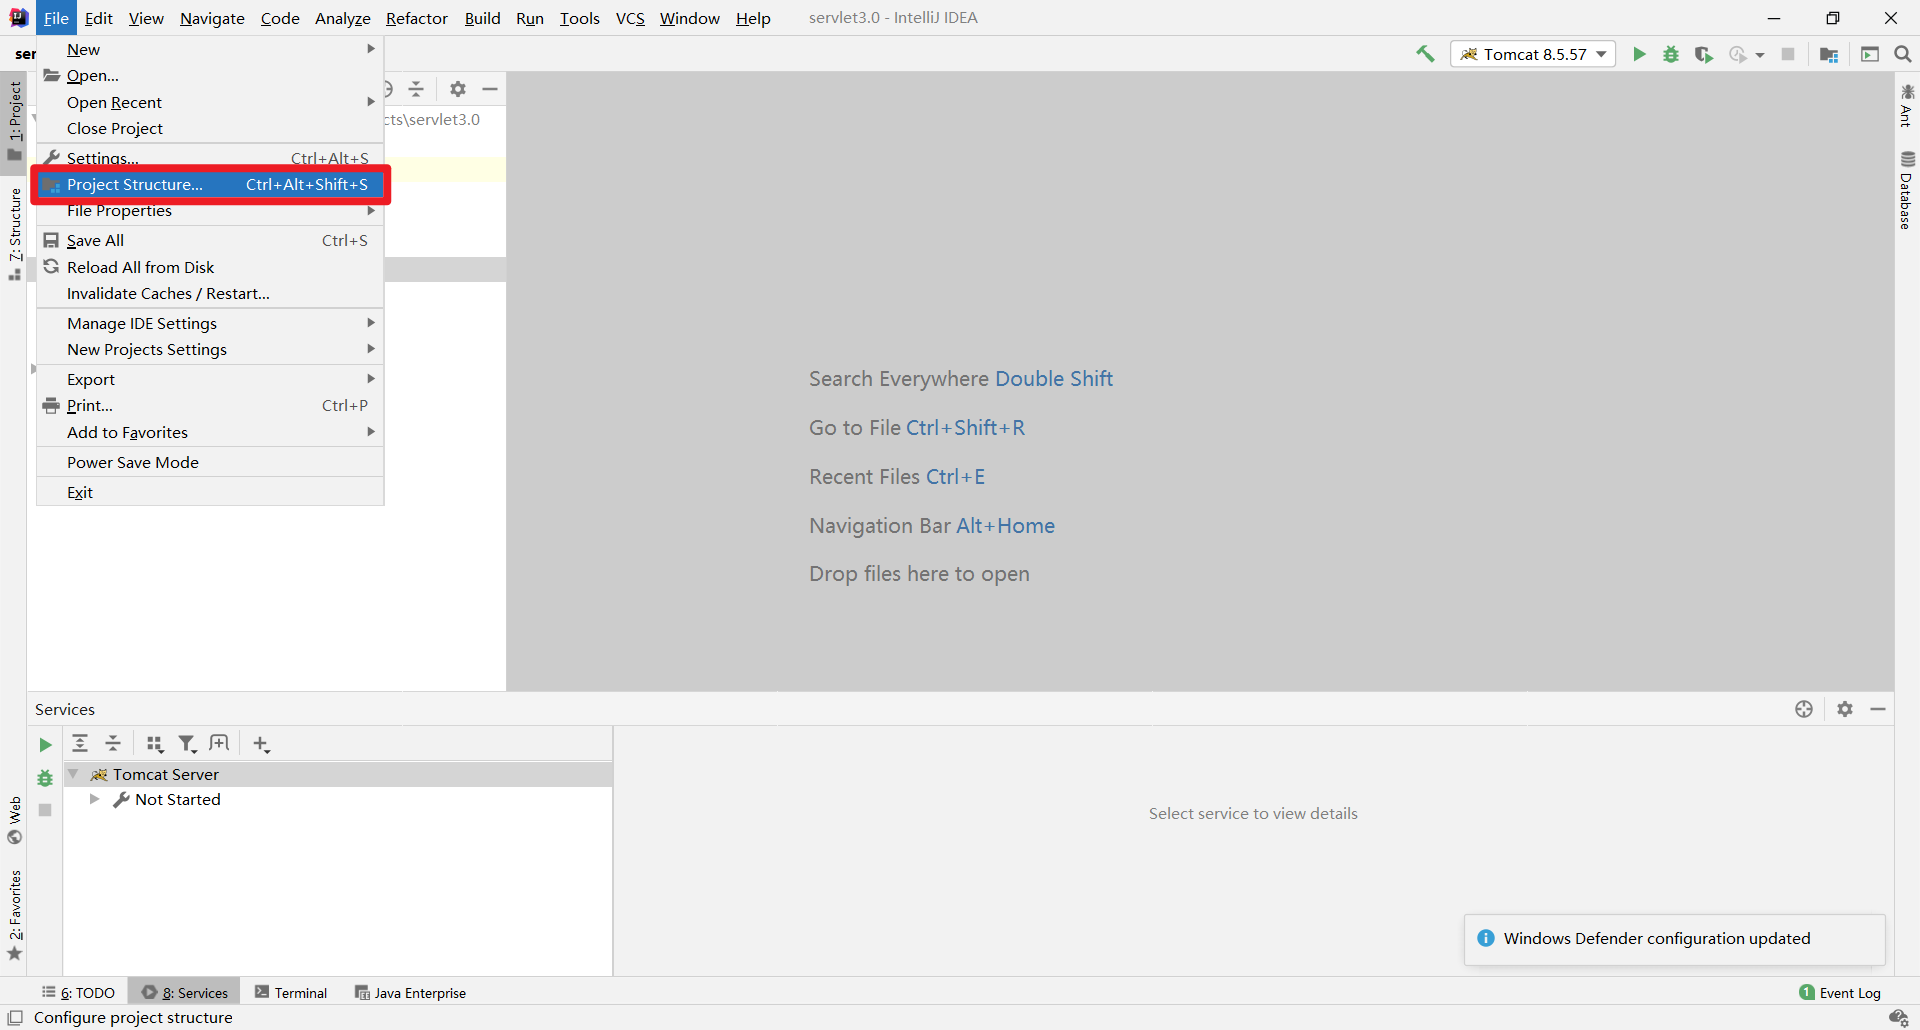 File Edit View Navigate Code Analyze Refactor Build Run Tools VCS Window Help servlet3.0 - IntelliJ IDEA
ser
Tomcat 8.5.57
New
Open...
Open Recent
Close Project
Settings... Ctrl+Alt+S
Project Structure... Ctrl+Alt+Shift+S
File Properties
Save All Ctrl+S
Reload All from Disk
Invalidate Caches / Restart...
Manage IDE Settings
New Projects Settings
Export
Print... Ctrl+P
Add to Favorites
Power Save Mode
Exit
cts\servlet3.0
1: Project
7: Structure
Web
2: Favorites
Ant
Database
Search Everywhere Double Shift
Go to File Ctrl+Shift+R
Recent Files Ctrl+E
Navigation Bar Alt+Home
Drop files here to open
Services
Tomcat Server
Not Started
Select service to view details
Windows Defender configuration updated
6: TODO 8: Services Terminal Java Enterprise 1 Event Log
Configure project structure